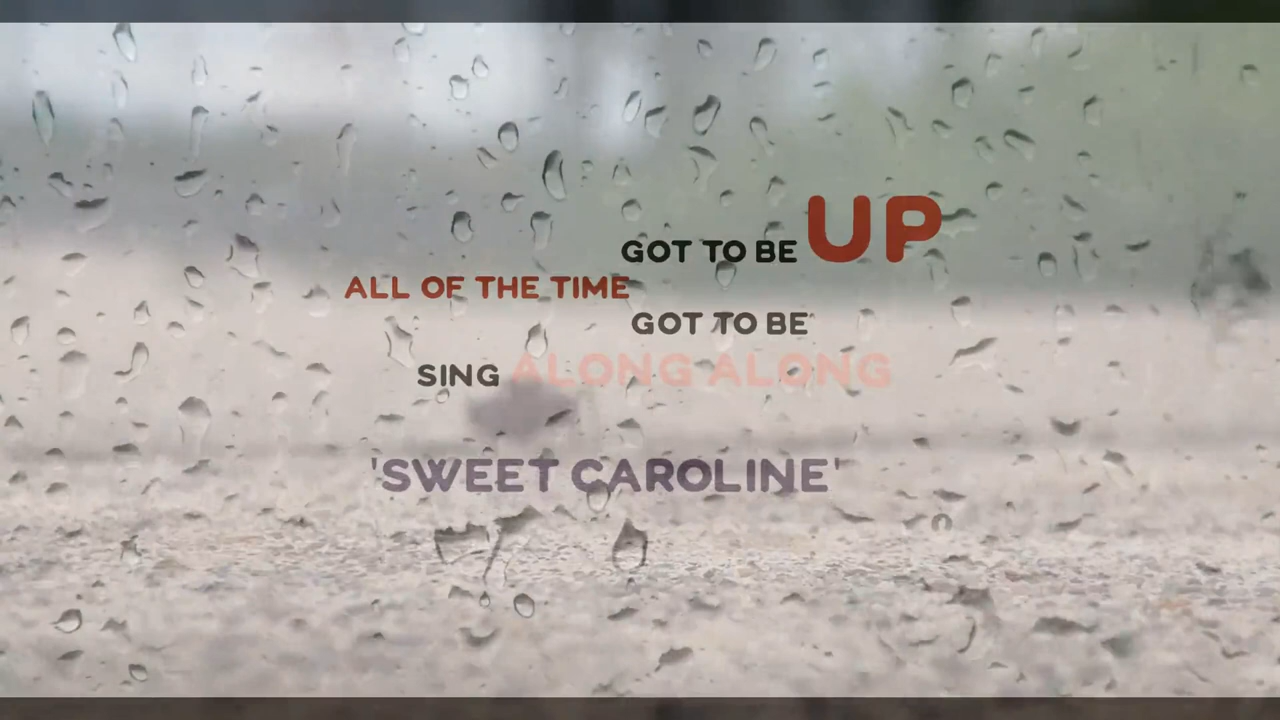 GOT TO BE UP
ALL OF THE TIME
GOT TO BE
SING ALONG ALONG
'SWEET CAROLINE'